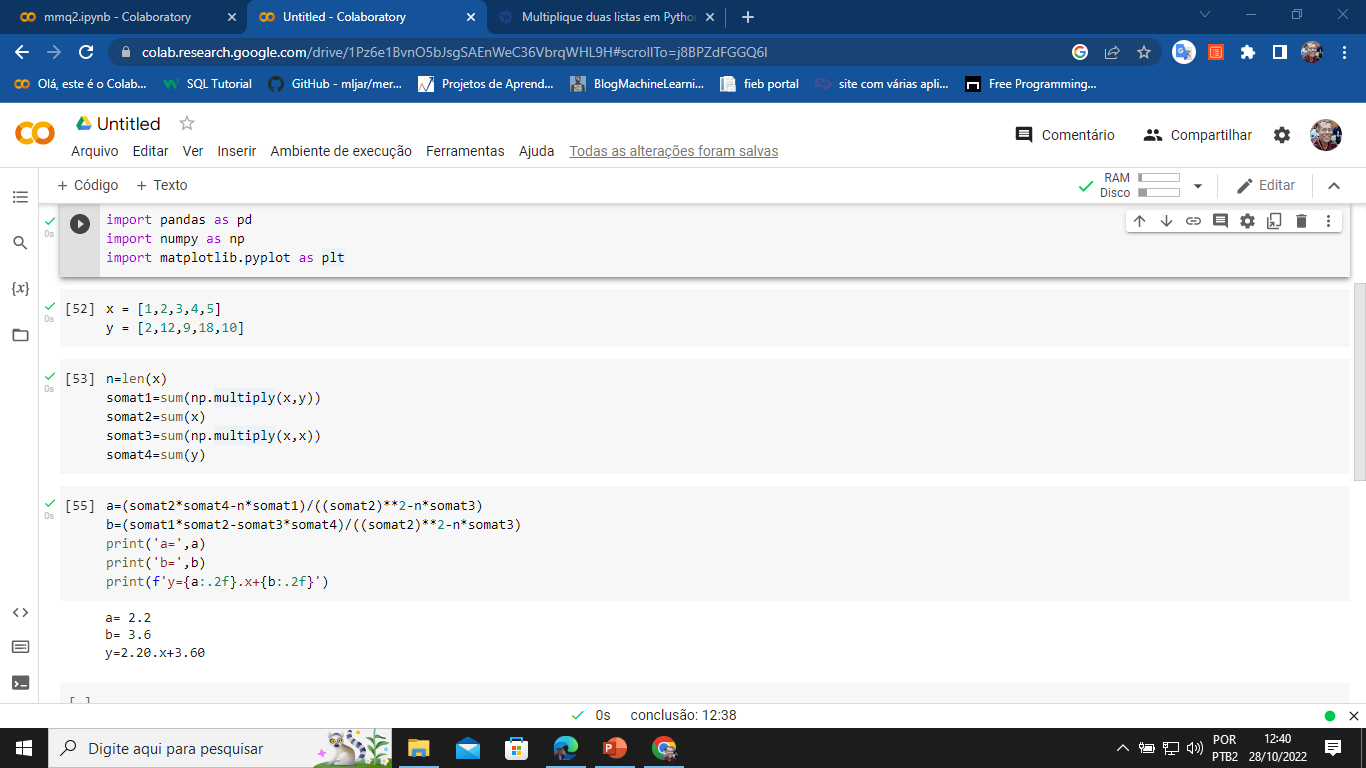 mmq2.ipynb - Colaboratory
Untitled - Colaboratory
Multiplique duas listas em Pytho
colab.research.google.com/drive/1Pz6e1BvnO5bJsgSAEnWeC36VbrqWHL9H#scrollTo=j8BPZdFGGQ6l
Olá, este é o Colab...
SQL Tutorial
GitHub - mljar/mer...
Projetos de Aprend...
BlogMachineLearni...
fieb portal
site com várias apli...
Free Programming...
Untitled
Comentário
Compartilhar
Arquivo Editar Ver Inserir Ambiente de execução Ferramentas Ajuda Todas as alterações foram salvas
+ Código + Texto
RAM
Disco
Editar
0s
import pandas as pd
import numpy as np
import matplotlib.pyplot as plt
{x}
0s
[52] x = [1,2,3,4,5]
y = [2,12,9,18,10]
0s
[53] n=len(x)
somat1=sum(np.multiply(x,y))
somat2=sum(x)
somat3=sum(np.multiply(x,x))
somat4=sum(y)
0s
[55] a=(somat2*somat4-n*somat1)/((somat2)**2-n*somat3)
b=(somat1*somat2-somat3*somat4)/((somat2)**2-n*somat3)
print('a=',a)
print('b=',b)
print(f'y={a:.2f}.x+{b:.2f}')
a= 2.2
b= 3.6
y=2.20.x+3.60
[ ]
0s conclusão: 12:38
Digite aqui para pesquisar
POR
PTB2
12:40
28/10/2022